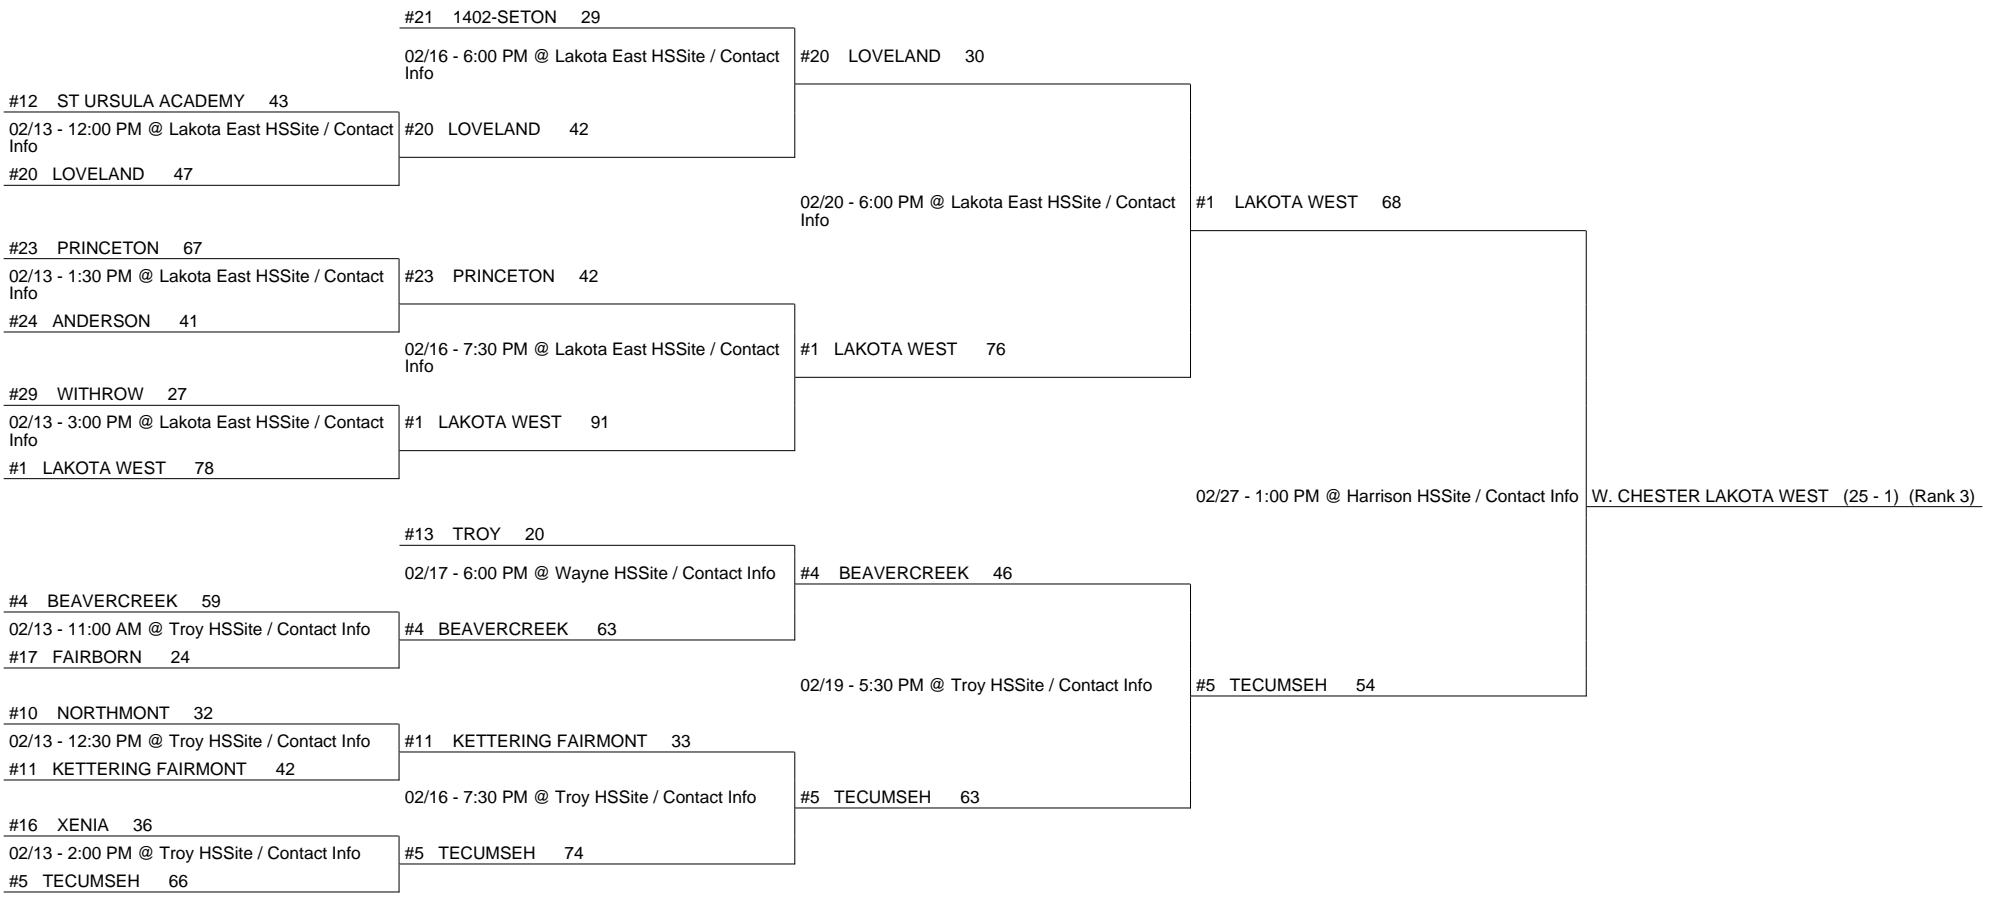 #21 1402-SETON 29
02/16 - 6:00 PM @ Lakota East HSSite / Contact
Info
#20 LOVELAND 30
#12 ST URSULA ACADEMY 43
02/13 - 12:00 PM @ Lakota East HSSite / Contact
Info
#20 LOVELAND 42
#20 LOVELAND 47
02/20 - 6:00 PM @ Lakota East HSSite / Contact
Info
#1 LAKOTA WEST 68
#23 PRINCETON 67
02/13 - 1:30 PM @ Lakota East HSSite / Contact
Info
#23 PRINCETON 42
#24 ANDERSON 41
02/16 - 7:30 PM @ Lakota East HSSite / Contact
Info
#1 LAKOTA WEST 76
#29 WITHROW 27
02/13 - 3:00 PM @ Lakota East HSSite / Contact
Info
#1 LAKOTA WEST 91
#1 LAKOTA WEST 78
02/27 - 1:00 PM @ Harrison HSSite / Contact Info
W. CHESTER LAKOTA WEST (25 - 1) (Rank 3)
#13 TROY 20
02/17 - 6:00 PM @ Wayne HSSite / Contact Info
#4 BEAVERCREEK 46
#4 BEAVERCREEK 59
02/13 - 11:00 AM @ Troy HSSite / Contact Info
#4 BEAVERCREEK 63
#17 FAIRBORN 24
02/19 - 5:30 PM @ Troy HSSite / Contact Info
#5 TECUMSEH 54
#10 NORTHMONT 32
02/13 - 12:30 PM @ Troy HSSite / Contact Info
#11 KETTERING FAIRMONT 33
#11 KETTERING FAIRMONT 42
02/16 - 7:30 PM @ Troy HSSite / Contact Info
#5 TECUMSEH 63
#16 XENIA 36
02/13 - 2:00 PM @ Troy HSSite / Contact Info
#5 TECUMSEH 74
#5 TECUMSEH 66